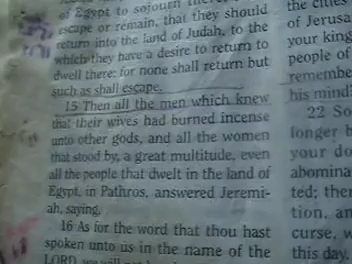 of Egypt to sojourn there,
escape or remain, that they should
return into the land of Judah, to the
which they have a desire to return to
dwell there: for none shall return but
such as shall escape.
15 Then all the men which knew
that their wives had burned incense
unto other gods, and all the women
that stood by, a great multitude, even
all the people that dwelt in the land of
Egypt, in Pathros, answered Jeremi-
ah, saying,
16 As for the word that thou hast
spoken unto us in the name of the
LORD, we will not
the cities
of Jerusa
your king
people of
remembe
his mind?
22 So
longer b
your do
abomina
ted; ther
tion, an
curse, w
this day.